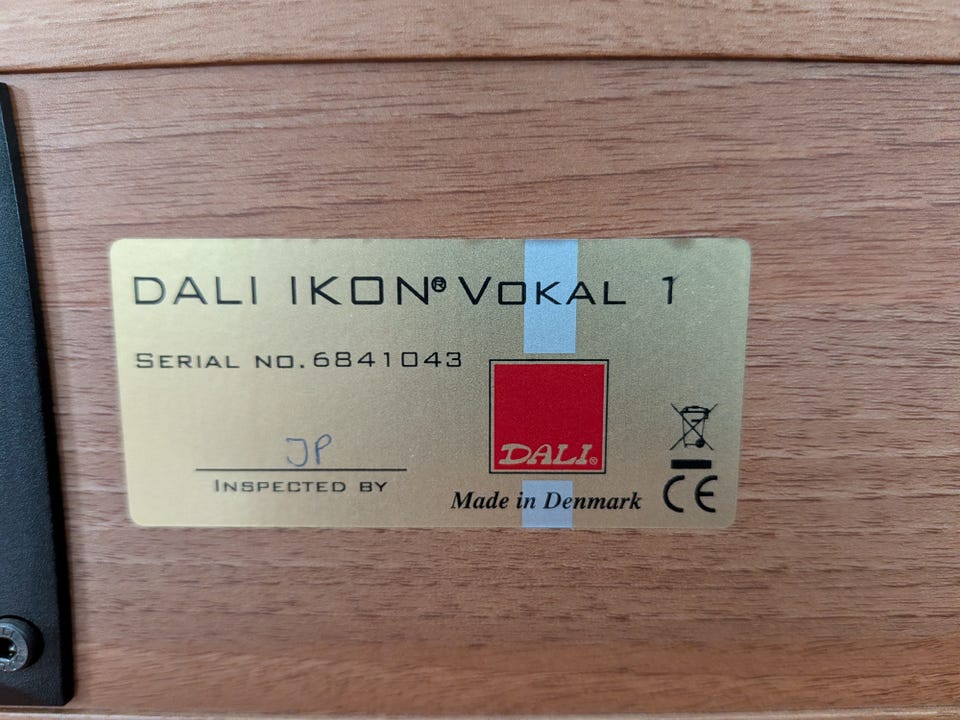 DALI IKON® VOKAL 1
SERIAL NO. 6841043
JP
INSPECTED BY
DALI®
Made in Denmark
CE